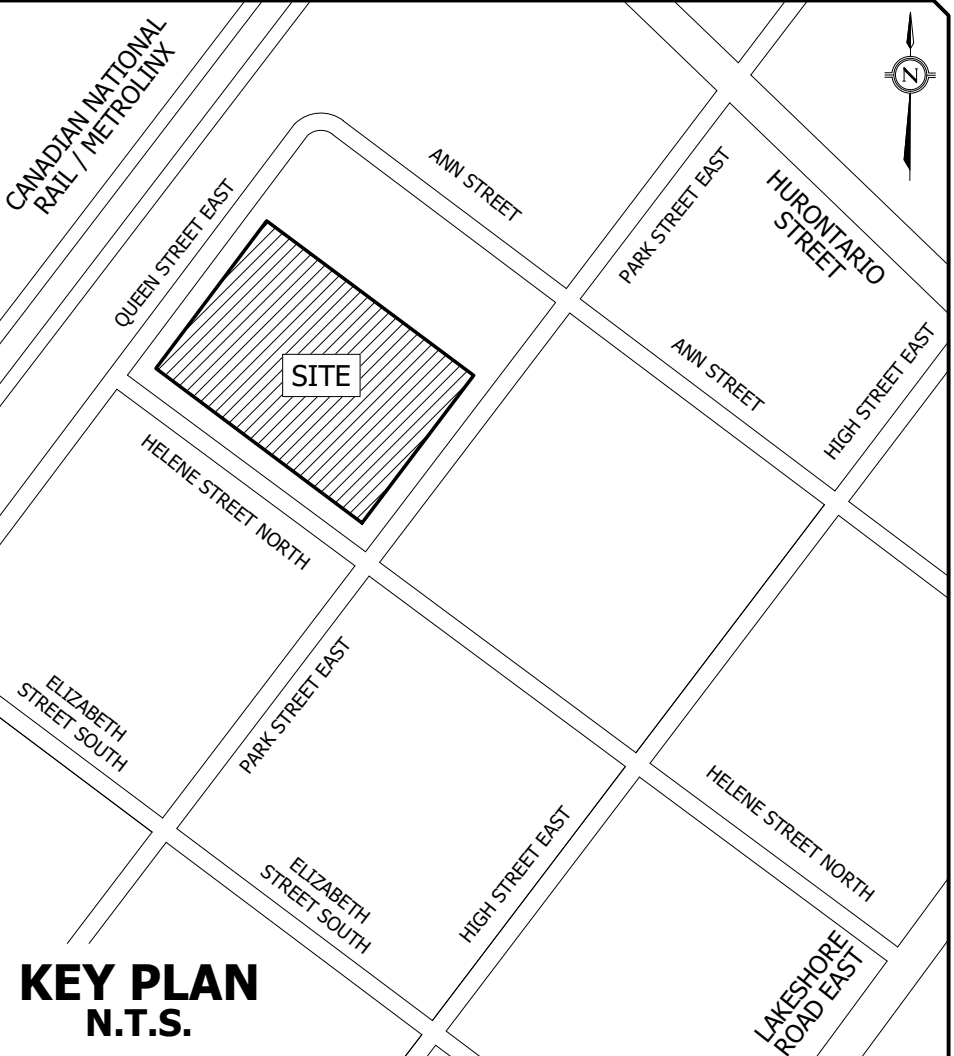 CANADIAN NATIONAL
RAIL / METROLINX
N
ANN STREET
PARK STREET EAST
HURONTARIO
STREET
QUEEN STREET EAST
SITE
ANN STREET
HIGH STREET EAST
HELENE STREET NORTH
ELIZABETH
STREET SOUTH
PARK STREET EAST
HELENE STREET NORTH
HIGH STREET EAST
ELIZABETH
STREET SOUTH
LAKESHORE
ROAD EAST
KEY PLAN
N.T.S.